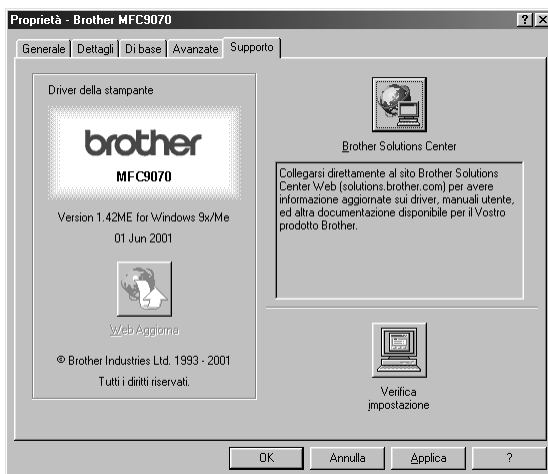 Proprietà - Brother MFC9070
? X
Generale
Dettagli
Di base
Avanzate
Supporto
Driver della stampante
brother
MFC9070
Version 1.42ME for Windows 9x/Me
01 Jun 2001
Web Aggiorna
© Brother Industries Ltd. 1993 - 2001
Tutti i diritti riservati.
Brother Solutions Center
Collegarsi direttamente al sito Brother Solutions
Center Web (solutions.brother.com) per avere
informazione aggiornate sui driver, manuali utente,
ed altra documentazione disponibile per il Vostro
prodotto Brother.
Verifica
impostazione
OK
Annulla
Applica
?